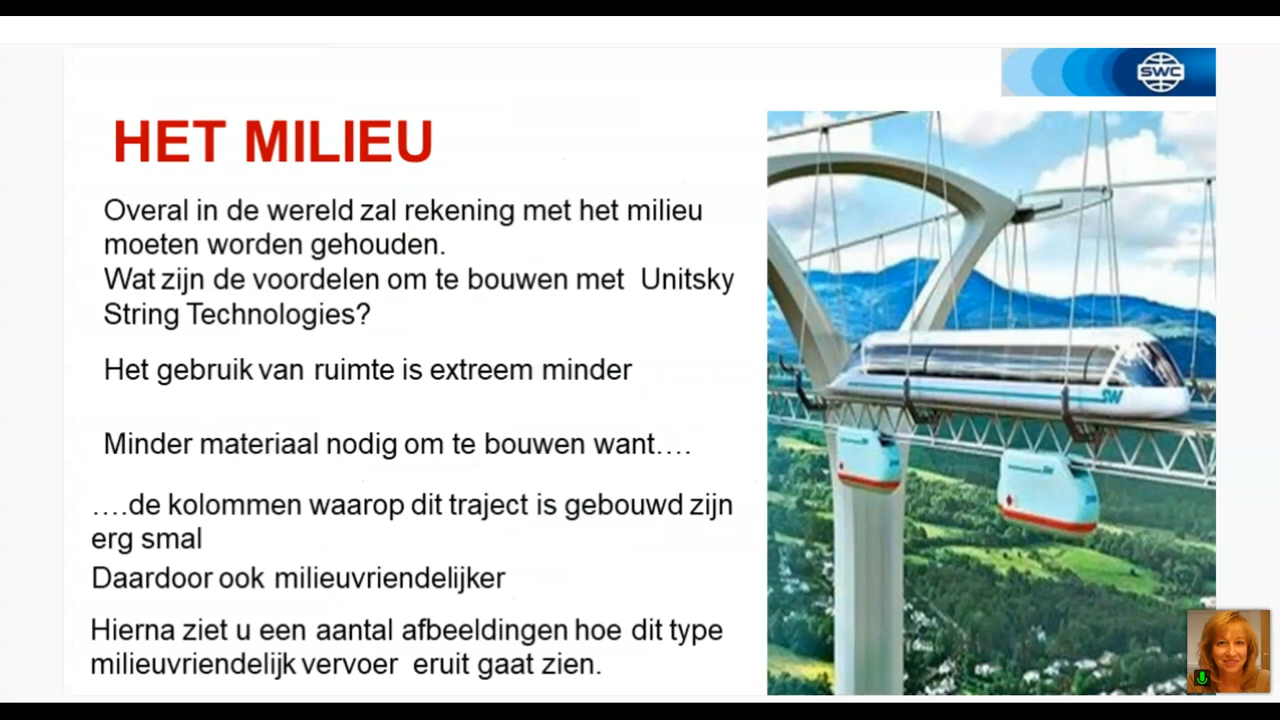 SWC
HET MILIEU
Overal in de wereld zal rekening met het milieu
moeten worden gehouden.
Wat zijn de voordelen om te bouwen met Unitsky
String Technologies?
Het gebruik van ruimte is extreem minder
Minder materiaal nodig om te bouwen want….
….de kolommen waarop dit traject is gebouwd zijn
erg smal
Daardoor ook milieuvriendelijker
Hierna ziet u een aantal afbeeldingen hoe dit type
milieuvriendelijk vervoer eruit gaat zien.
SW